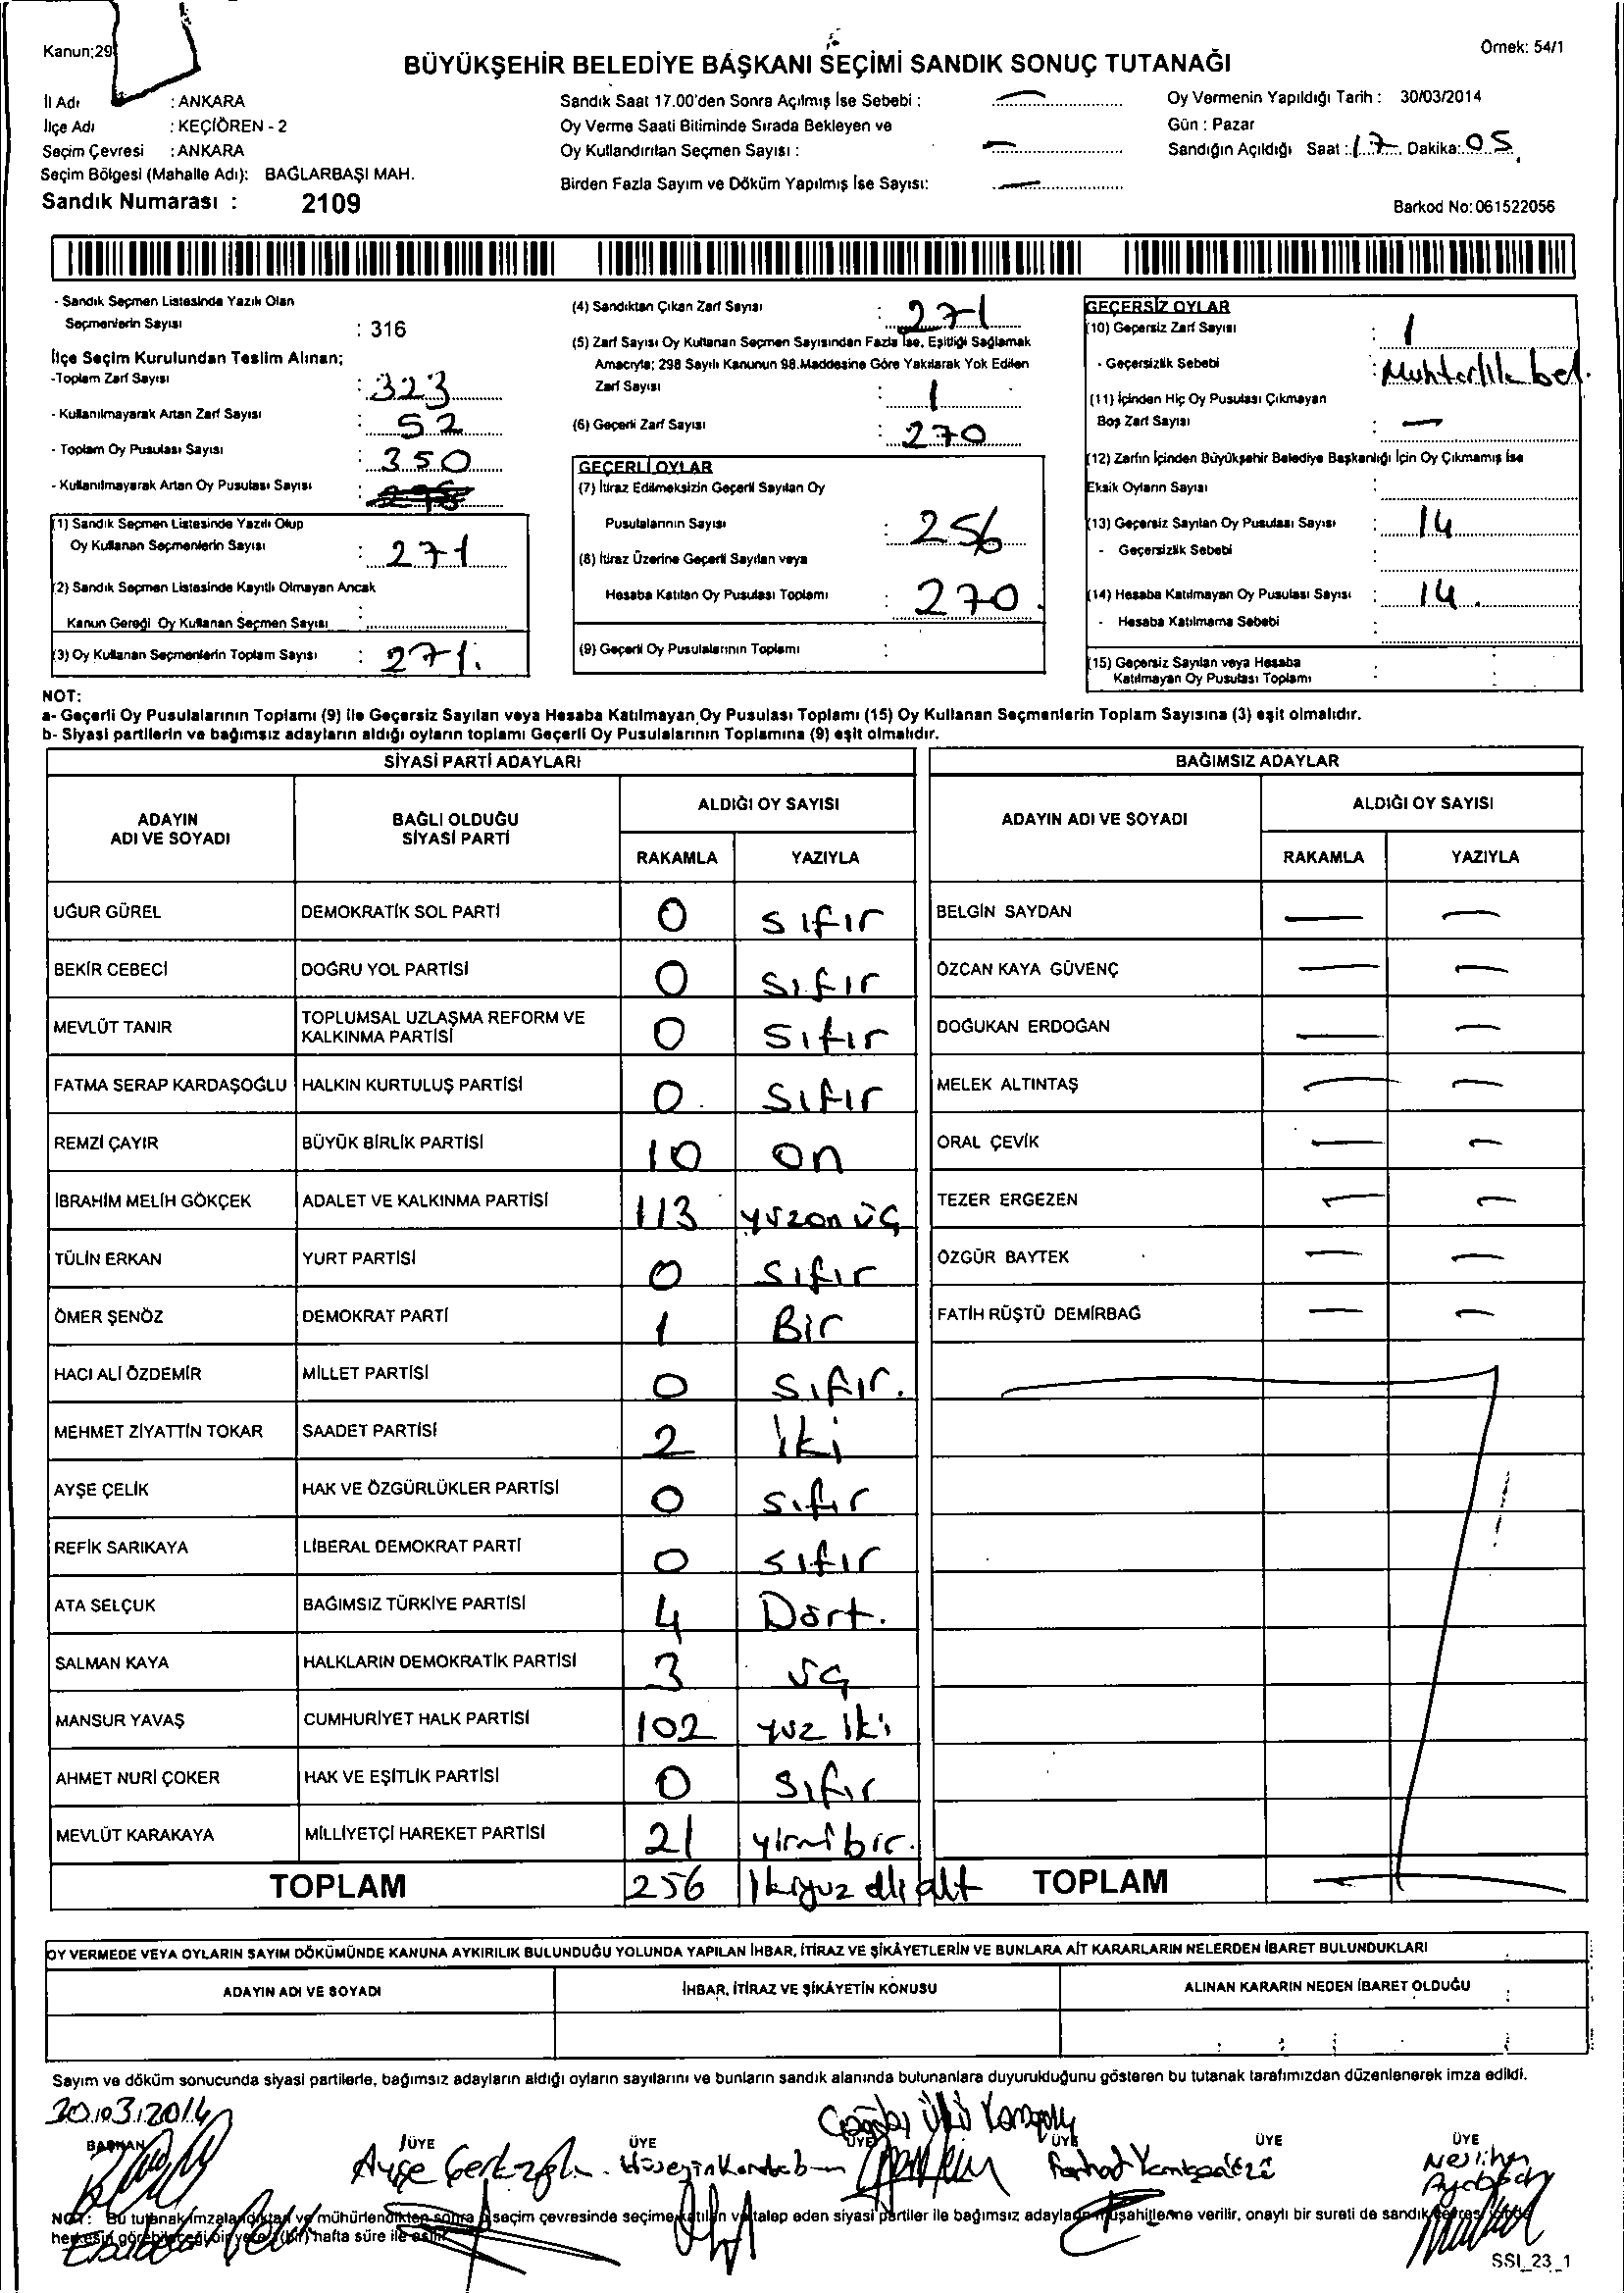 Kanun;29
Örnek: 54/1
BÜYÜKŞEHİR BELEDİYE BAŞKANI SEÇİMİ SANDIK SONUÇ TUTANAĞI
İl Adı : ANKARA
İlçe Adı : KEÇİÖREN - 2
Seçim Çevresi : ANKARA
Seçim Bölgesi (Mahalle Adı): BAĞLARBAŞI MAH.
Sandık Numarası : 2109
Sandık Saat 17.00'den Sonra Açılmış İse Sebebi : —
Oy Verme Saati Bitiminde Sırada Bekleyen ve
Oy Kullandırılan Seçmen Sayısı : —
Birden Fazla Sayım ve Döküm Yapılmış İse Sayısı: —
Oy Vermenin Yapıldığı Tarih : 30/03/2014
Gün : Pazar
Sandığın Açıldığı Saat : 17 Dakika: 05
Barkod No: 061522056
- Sandık Seçmen Listesinde Yazılı Olan
Seçmenlerin Sayısı : 316
İlçe Seçim Kurulundan Teslim Alınan;
-Toplam Zarf Sayısı : 323
- Kullanılmayarak Artan Zarf Sayısı : 52
- Toplam Oy Pusulası Sayısı : 350
- Kullanılmayarak Artan Oy Pusulası Sayısı :
(1) Sandık Seçmen Listesinde Yazılı Olup
Oy Kullanan Seçmenlerin Sayısı : 271
(2) Sandık Seçmen Listesinde Kayıtlı Olmayan Ancak
Kanun Gereği Oy Kullanan Seçmen Sayısı :
(3) Oy Kullanan Seçmenlerin Toplam Sayısı : 271.
(4) Sandıktan Çıkan Zarf Sayısı : 271
(5) Zarf Sayısı Oy Kullanan Seçmen Sayısından Fazla İse, Eşitliği Sağlamak
Amacıyla; 298 Sayılı Kanunun 98.Maddesine Göre Yakılarak Yok Edilen
Zarf Sayısı : 1
(6) Geçerli Zarf Sayısı : 270
GEÇERLİ OYLAR
(7) İtiraz Edilmeksizin Geçerli Sayılan Oy
Pusulalarının Sayısı : 256
(8) İtiraz Üzerine Geçerli Sayılan veya
Hesaba Katılan Oy Pusulası Toplamı : 270.
(9) Geçerli Oy Pusulalarının Toplamı :
GEÇERSİZ OYLAR
(10) Geçersiz Zarf Sayısı : 1
- Geçersizlik Sebebi : Muhtarlık bel.
(11) İçinden Hiç Oy Pusulası Çıkmayan
Boş Zarf Sayısı : —
(12) Zarfın İçinden Büyükşehir Belediye Başkanlığı İçin Oy Çıkmamış İse
Eksik Oyların Sayısı :
(13) Geçersiz Sayılan Oy Pusulası Sayısı : 14
- Geçersizlik Sebebi
(14) Hesaba Katılmayan Oy Pusulası Sayısı : 14.
- Hesaba Katılmama Sebebi :
(15) Geçersiz Sayılan veya Hesaba
Katılmayan Oy Pusulası Toplamı :
NOT:
a- Geçerli Oy Pusulalarının Toplamı (9) ile Geçersiz Sayılan veya Hesaba Katılmayan Oy Pusulası Toplamı (15) Oy Kullanan Seçmenlerin Toplam Sayısına (3) eşit olmalıdır.
b- Siyasi partilerin ve bağımsız adayların aldığı oyların toplamı Geçerli Oy Pusulalarının Toplamına (9) eşit olmalıdır.
SİYASİ PARTİ ADAYLARI
ADAYIN ADI VE SOYADI
BAĞLI OLDUĞU SİYASİ PARTİ
ALDIĞI OY SAYISI
RAKAMLA YAZIYLA
UĞUR GÜREL DEMOKRATİK SOL PARTİ 0 sıfır
BEKİR CEBECİ DOĞRU YOL PARTİSİ 0 sıfır
MEVLÜT TANIR TOPLUMSAL UZLAŞMA REFORM VE KALKINMA PARTİSİ 0 sıfır
FATMA SERAP KARDAŞOĞLU HALKIN KURTULUŞ PARTİSİ 0 sıfır
REMZİ ÇAYIR BÜYÜK BİRLİK PARTİSİ 10 on
İBRAHİM MELİH GÖKÇEK ADALET VE KALKINMA PARTİSİ 113 yüzon üç
TÜLİN ERKAN YURT PARTİSİ 0 sıfır
ÖMER ŞENÖZ DEMOKRAT PARTİ 1 Bir
HACI ALİ ÖZDEMİR MİLLET PARTİSİ 0 sıfır.
MEHMET ZİYATTİN TOKAR SAADET PARTİSİ 2 iki
AYŞE ÇELİK HAK VE ÖZGÜRLÜKLER PARTİSİ 0 sıfır
REFİK SARIKAYA LİBERAL DEMOKRAT PARTİ 0 sıfır
ATA SELÇUK BAĞIMSIZ TÜRKİYE PARTİSİ 4 Dört.
SALMAN KAYA HALKLARIN DEMOKRATİK PARTİSİ 3 üç
MANSUR YAVAŞ CUMHURİYET HALK PARTİSİ 102 yüz iki
AHMET NURİ ÇOKER HAK VE EŞİTLİK PARTİSİ 0 sıfır
MEVLÜT KARAKAYA MİLLİYETÇİ HAREKET PARTİSİ 21 yirmi bir.
TOPLAM 256 İkiyüz elli altı
BAĞIMSIZ ADAYLAR
ADAYIN ADI VE SOYADI
ALDIĞI OY SAYISI
RAKAMLA YAZIYLA
BELGİN SAYDAN — —
ÖZCAN KAYA GÜVENÇ — —
DOĞUKAN ERDOĞAN — —
MELEK ALTINTAŞ — —
ORAL ÇEVİK — —
TEZER ERGEZEN — —
ÖZGÜR BAYTEK — —
FATİH RÜŞTÜ DEMİRBAĞ — —
TOPLAM
OY VERMEDE VEYA OYLARIN SAYIM DÖKÜMÜNDE KANUNA AYKIRILIK BULUNDUĞU YOLUNDA YAPILAN İHBAR, İTİRAZ VE ŞİKÂYETLERİN VE BUNLARA AİT KARARLARIN NELERDEN İBARET BULUNDUKLARI
ADAYIN ADI VE SOYADI İHBAR, İTİRAZ VE ŞİKÂYETİN KONUSU ALINAN KARARIN NEDEN İBARET OLDUĞU
Sayım ve döküm sonucunda siyasi partilerle, bağımsız adayların aldığı oyların sayılarını ve bunların sandık alanında bulunanlara duyurulduğunu gösteren bu tutanak tarafımızdan düzenlenerek imza edildi.
30.03.2014
BAŞKAN ÜYE ÜYE ÜYE ÜYE ÜYE ÜYE
Ayşe
Neslihan
NOT: Bu tutanak imzalandıktan ve mühürlendikten sonra o seçim çevresinde seçime katılan ve talep eden siyasi partiler ile bağımsız adayların müşahitlerine verilir, onaylı bir sureti de sandık çevresinde
herkesin görebileceği bir yere 1 (bir) hafta süre ile asılır.
SSI_23_1